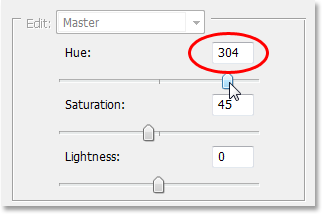 Edit: Master
Hue: 304
Saturation: 45
Lightness: 0